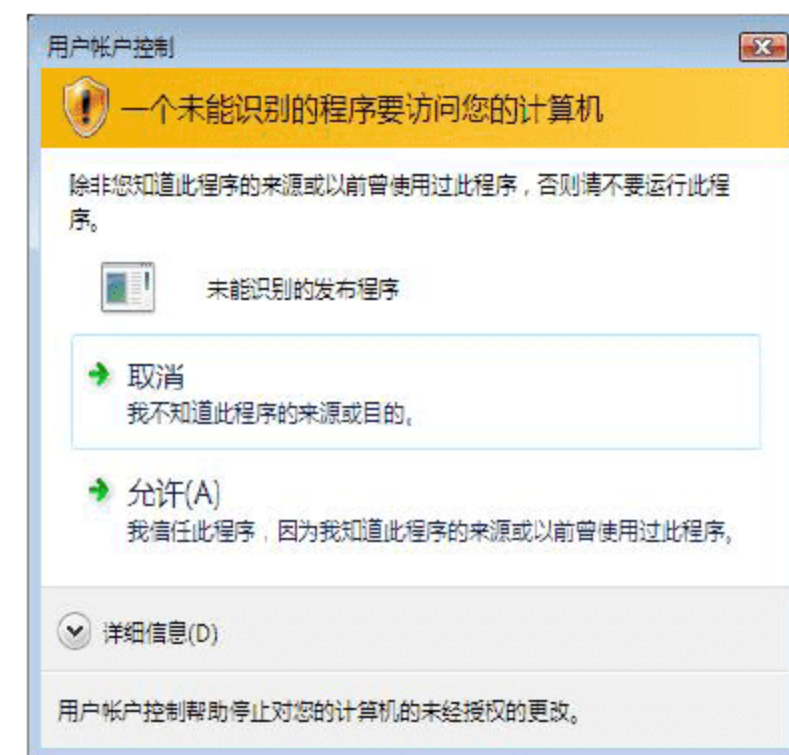 用户帐户控制
一个未能识别的程序要访问您的计算机
除非您知道此程序的来源或以前曾使用过此程序，否则请不要运行此程
序。
未能识别的发布程序
取消
我不知道此程序的来源或目的。
允许(A)
我信任此程序，因为我知道此程序的来源或以前曾使用过此程序。
详细信息(D)
用户帐户控制帮助停止对您的计算机的未经授权的更改。